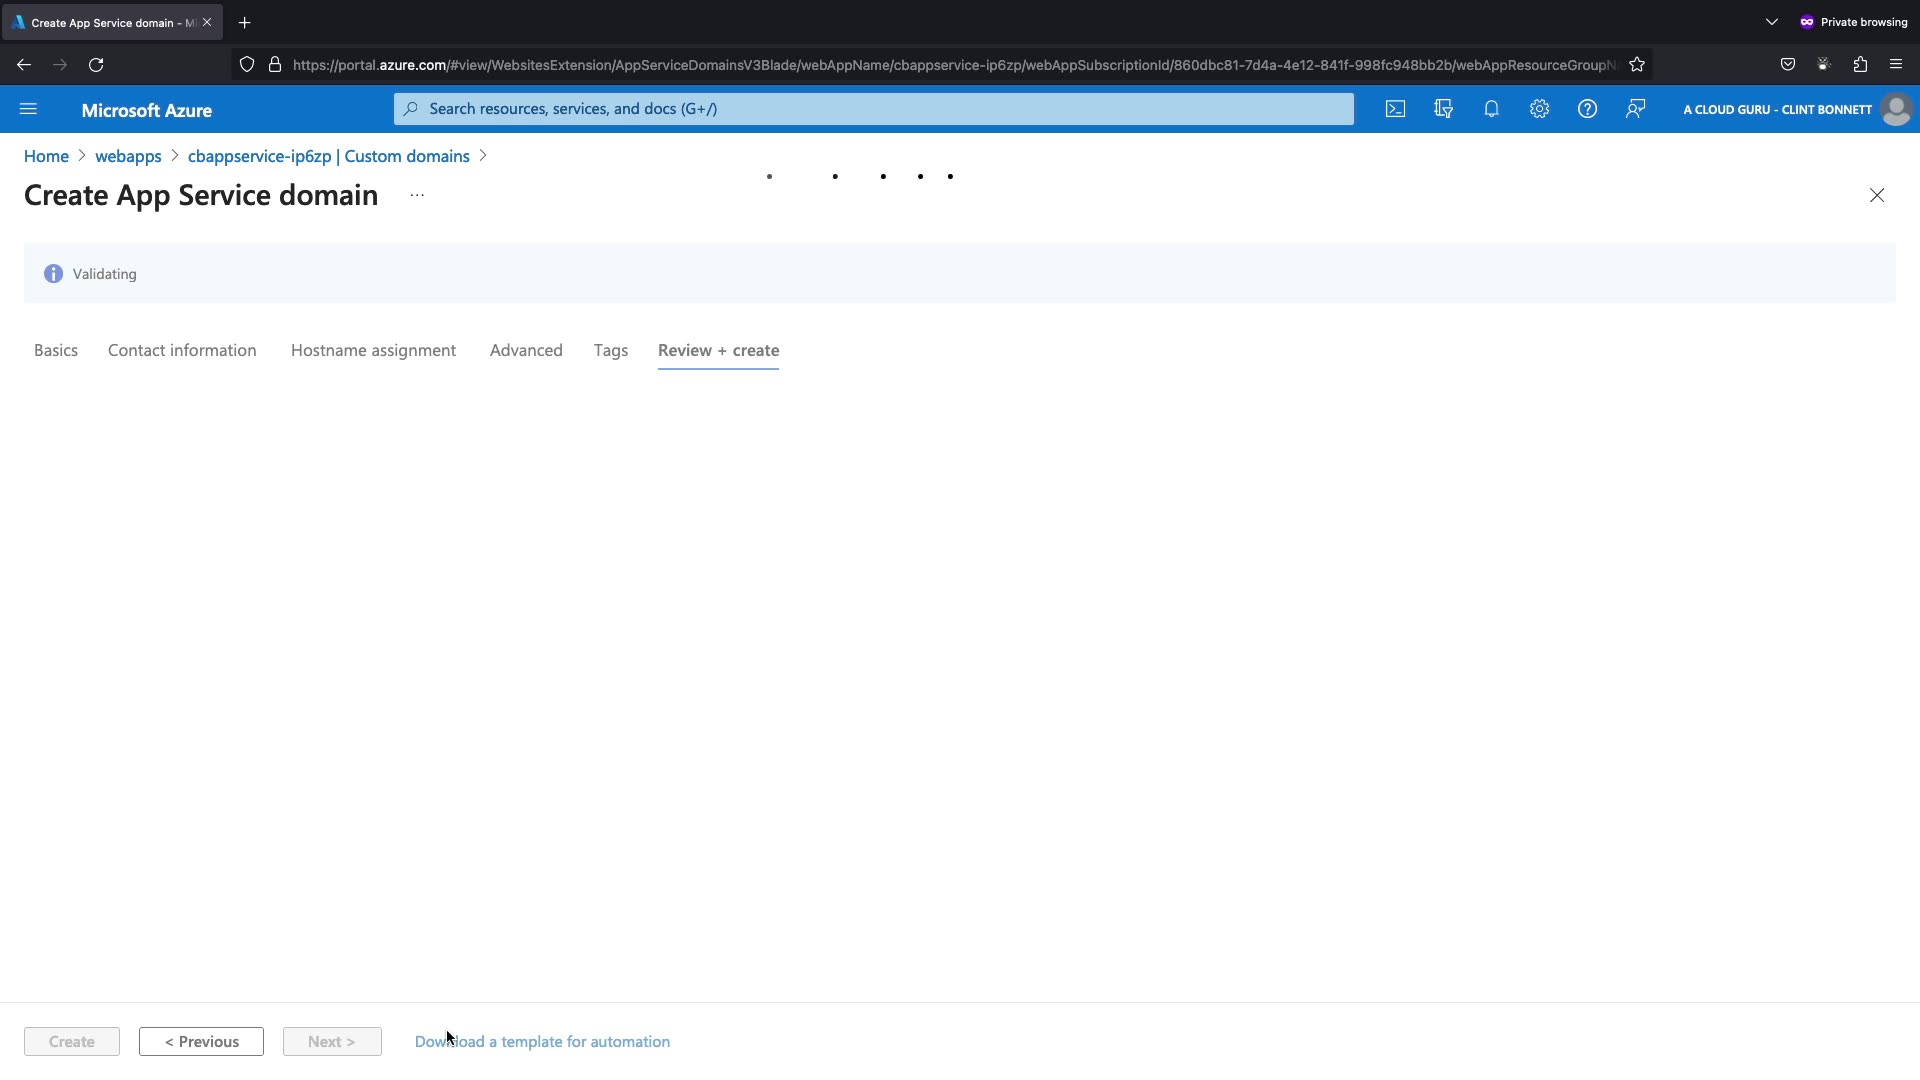 Create App Service domain - M
Private browsing
https://portal.azure.com/#view/WebsitesExtension/AppServiceDomainsV3Blade/webAppName/cbappservice-ip6zp/webAppSubscriptionId/860dbc81-7d4a-4e12-841f-998fc948bb2b/webAppResourceGroupN
Microsoft Azure
Search resources, services, and docs (G+/)
A CLOUD GURU - CLINT BONNETT
Home > webapps > cbappservice-ip6zp | Custom domains >
Create App Service domain ...
Validating
Basics Contact information Hostname assignment Advanced Tags Review + create
Create < Previous Next > Download a template for automation